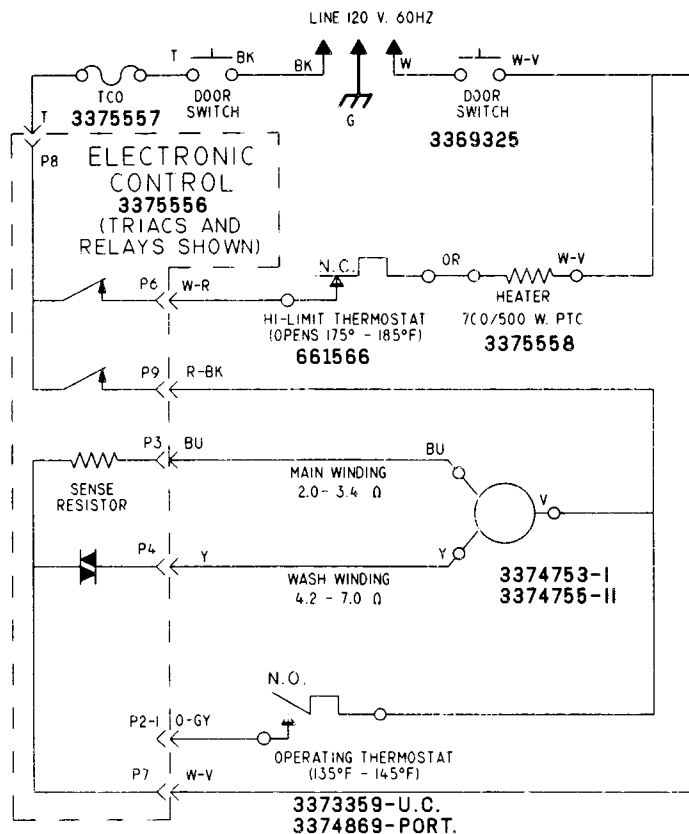 LINE 120 V. 60HZ
T
BK
BK
W
W-V
TCO
3375557
DOOR
SWITCH
G
DOOR
SWITCH
3369325
T
P8
ELECTRONIC
CONTROL
3375556
(TRIACS AND
RELAYS SHOWN)
P6
W-R
N.C.
OR
W-V
HI-LIMIT THERMOSTAT
(OPENS 175° - 185°F)
661566
HEATER
700/500 W. PTC
3375558
P9
R-BK
P3
BU
BU
SENSE
RESISTOR
MAIN WINDING
2.0- 3.4 Ω
V
P4
Y
Y
WASH WINDING
4.2 - 7.0 Ω
3374753-I
3374755-II
N.O.
P2-1
O-GY
OPERATING THERMOSTAT
(135°F - 145°F)
P7
W-V
3373359-U.C.
3374869-PORT.